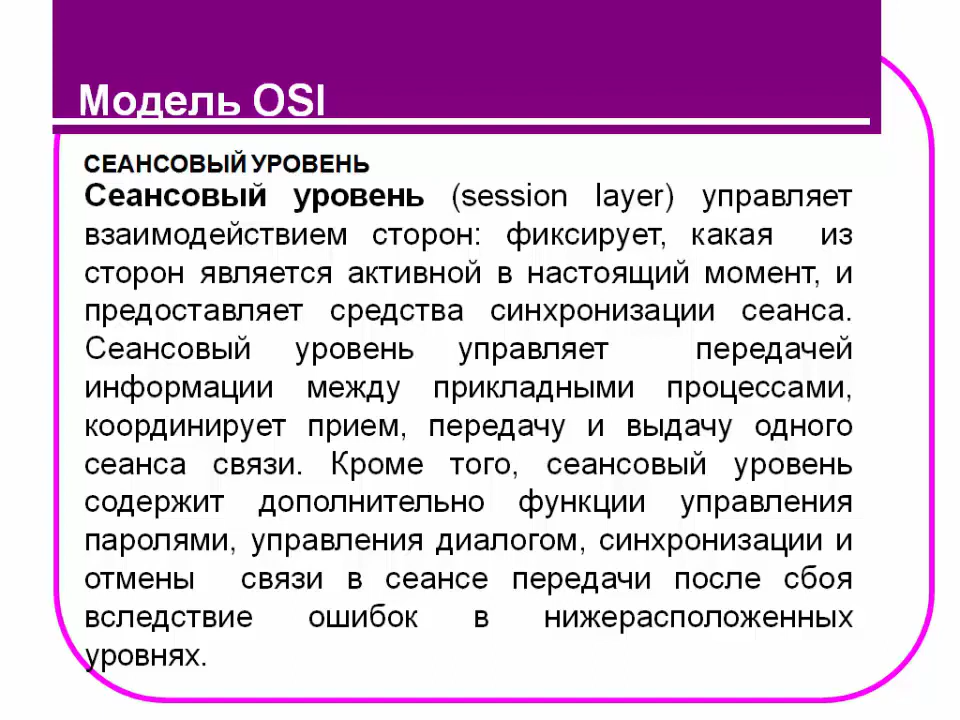 Модель OSI
СЕАНСОВЫЙ УРОВЕНЬ
Сеансовый уровень (session layer) управляет
взаимодействием сторон: фиксирует, какая из
сторон является активной в настоящий момент, и
предоставляет средства синхронизации сеанса.
Сеансовый уровень управляет передачей
информации между прикладными процессами,
координирует прием, передачу и выдачу одного
сеанса связи. Кроме того, сеансовый уровень
содержит дополнительно функции управления
паролями, управления диалогом, синхронизации и
отмены связи в сеансе передачи после сбоя
вследствие ошибок в нижерасположенных
уровнях.